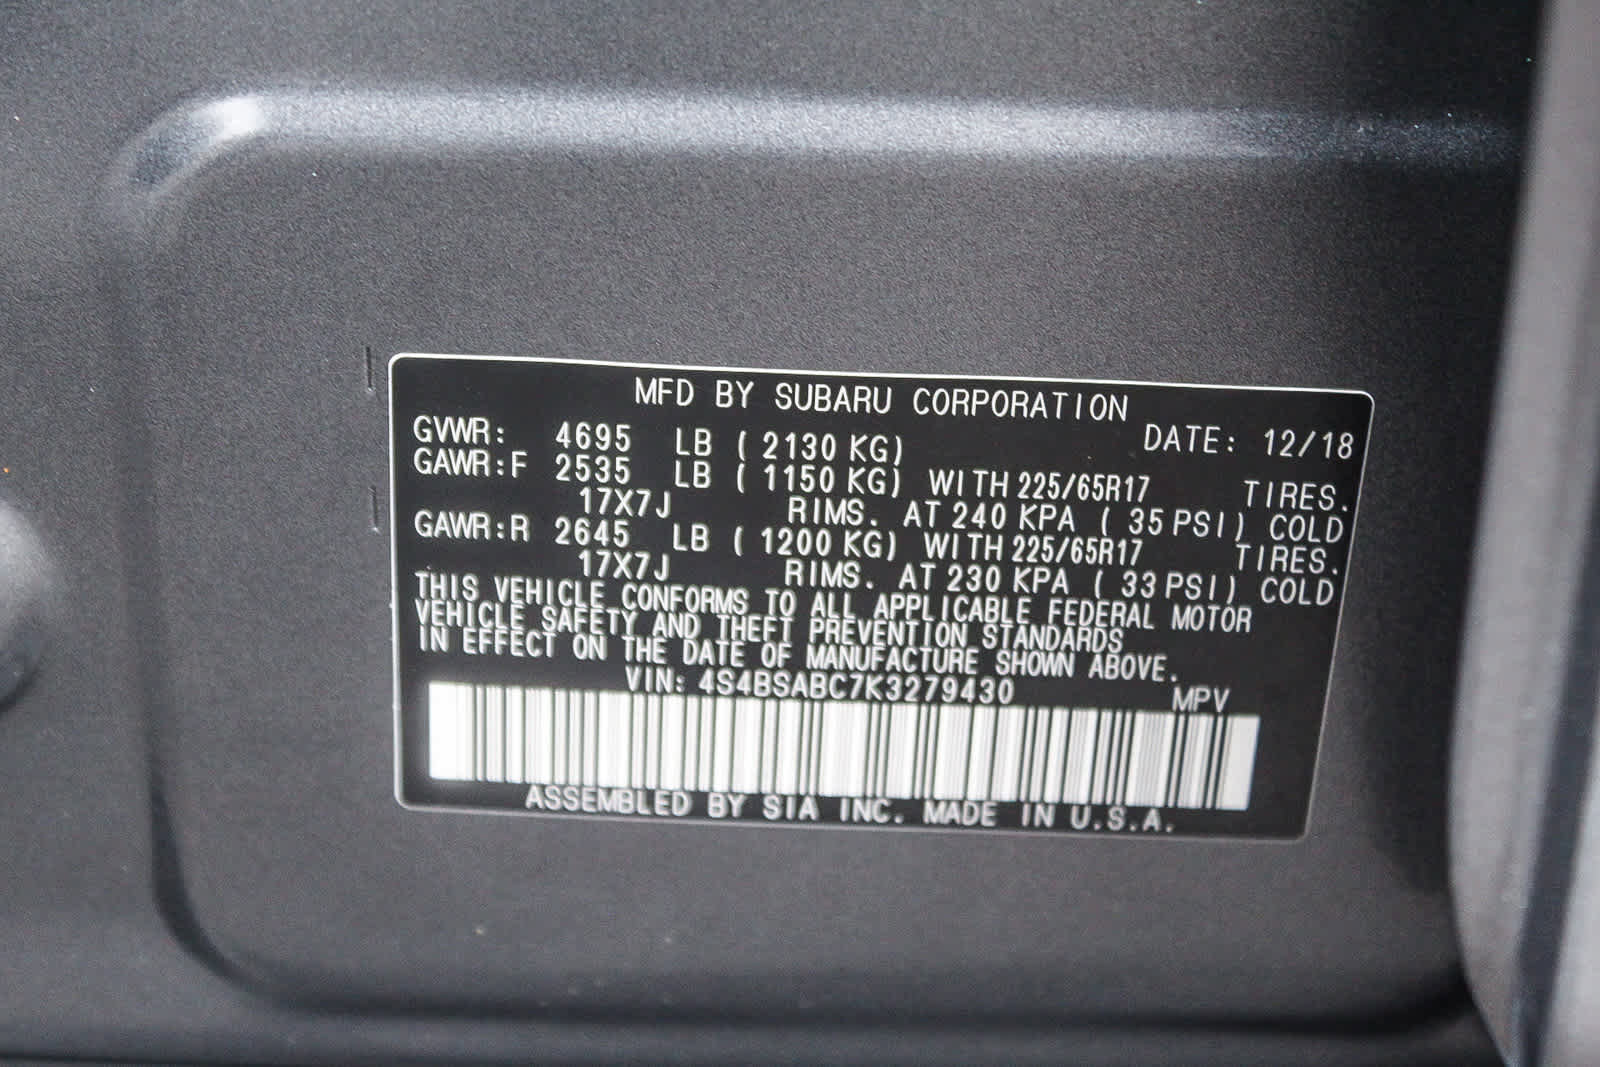 MFD BY SUBARU CORPORATION
GVWR: 4695 LB ( 2130 KG) DATE: 12/18
GAWR:F 2535 LB ( 1150 KG) WITH 225/65R17 TIRES.
17X7J RIMS. AT 240 KPA ( 35 PSI) COLD
GAWR:R 2645 LB ( 1200 KG) WITH 225/65R17 TIRES.
17X7J RIMS. AT 230 KPA ( 33 PSI) COLD
THIS VEHICLE CONFORMS TO ALL APPLICABLE FEDERAL MOTOR
VEHICLE SAFETY AND THEFT PREVENTION STANDARDS
IN EFFECT ON THE DATE OF MANUFACTURE SHOWN ABOVE.
VIN: 4S4BSABC7K3279430 MPV
ASSEMBLED BY SIA INC. MADE IN U.S.A.